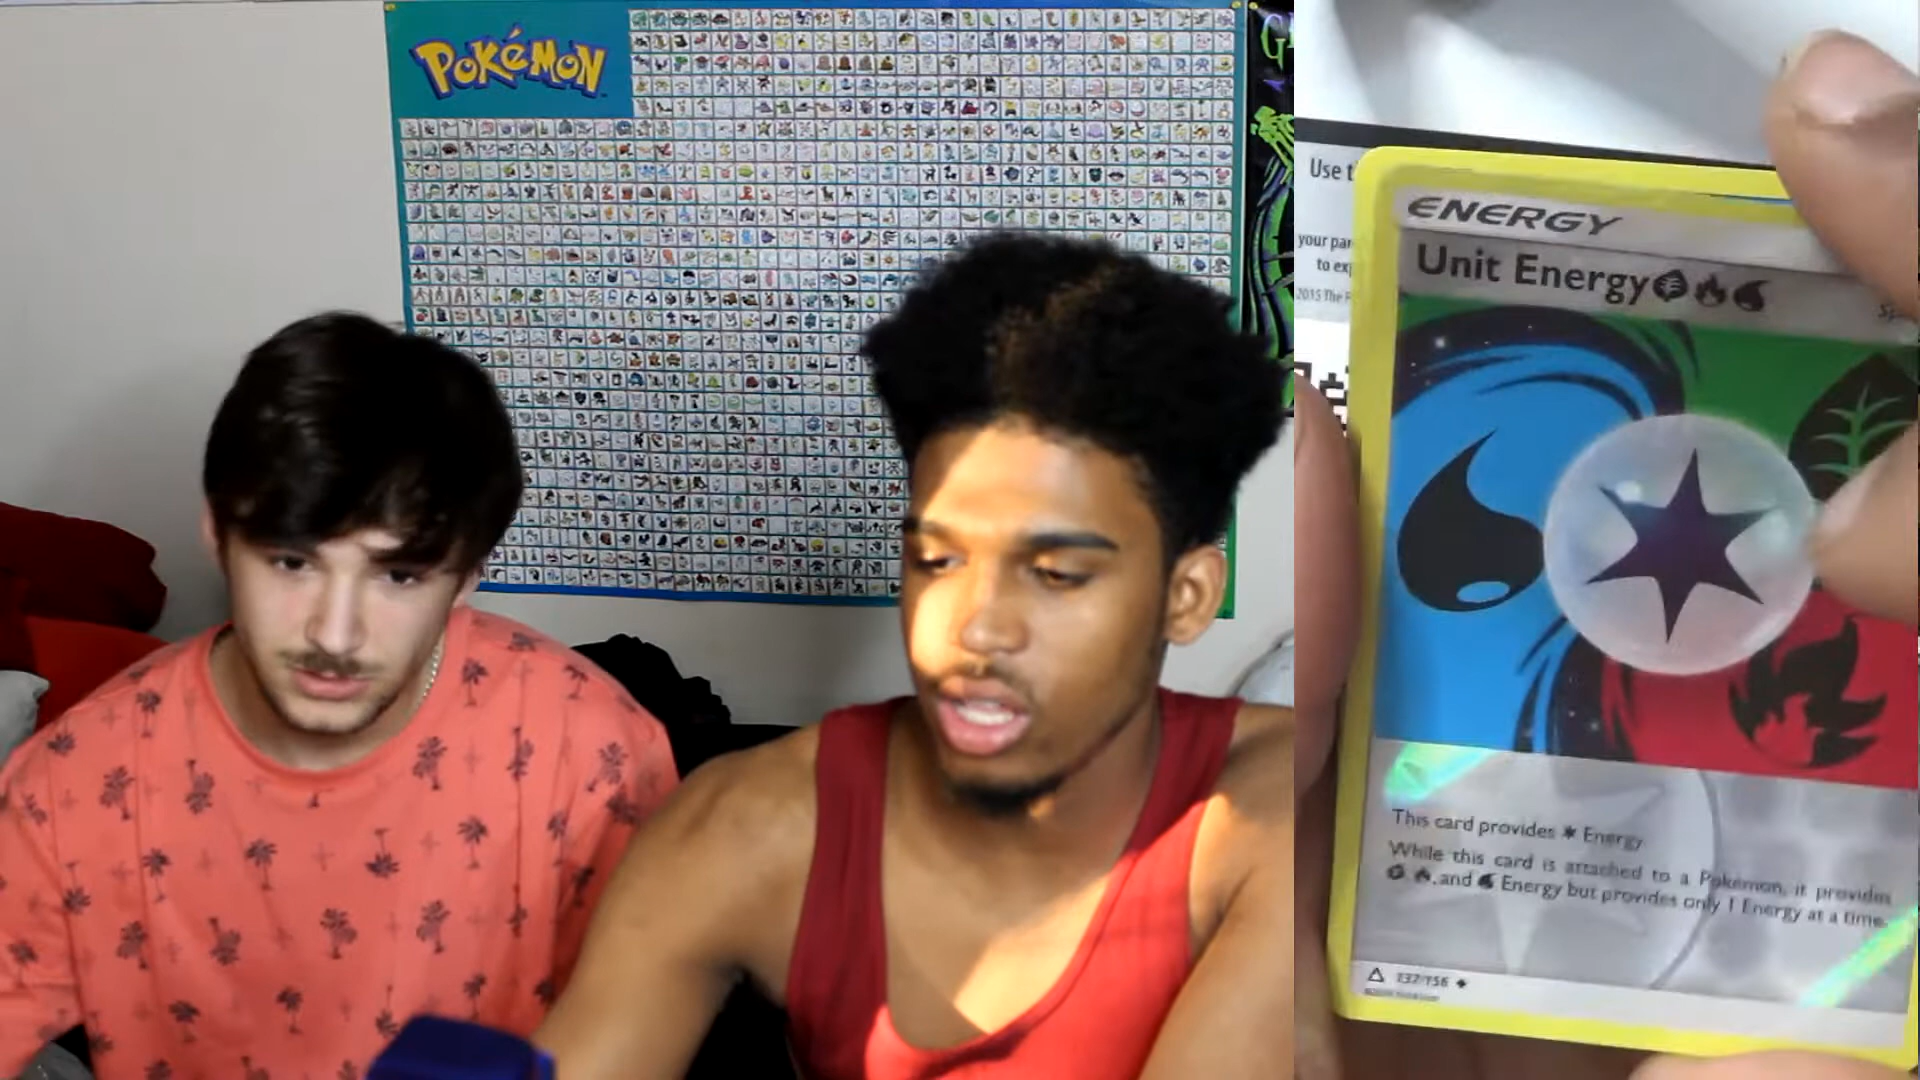 Pokémon
G
Use t
your par
to ex
2015 The P
ENERGY
Unit Energy
This card provides Energy
While this card is attached to a Pokémon, it provides
, and Energy but provides only 1 Energy at a time.
137/156